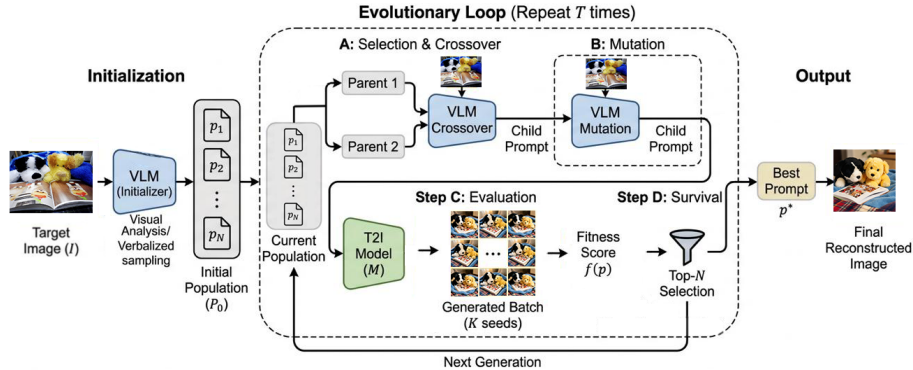 Evolutionary Loop (Repeat T times)
A: Selection & Crossover
B: Mutation
Initialization
Output
Parent 1
Parent 2
VLM
Crossover
Child
Prompt
VLM
Mutation
Child
Prompt
p₁
p₂
p_N
p₁
p₂
p_N
VLM
(Initializer)
Visual
Analysis/
Verbalized
sampling
Target
Image (I)
Initial
Population
(P₀)
Current
Population
Step C: Evaluation
Step D: Survival
T2I
Model
(M)
Generated Batch
(K seeds)
Fitness
Score
f(p)
Top-N
Selection
Best
Prompt
p*
Final
Reconstructed
Image
Next Generation